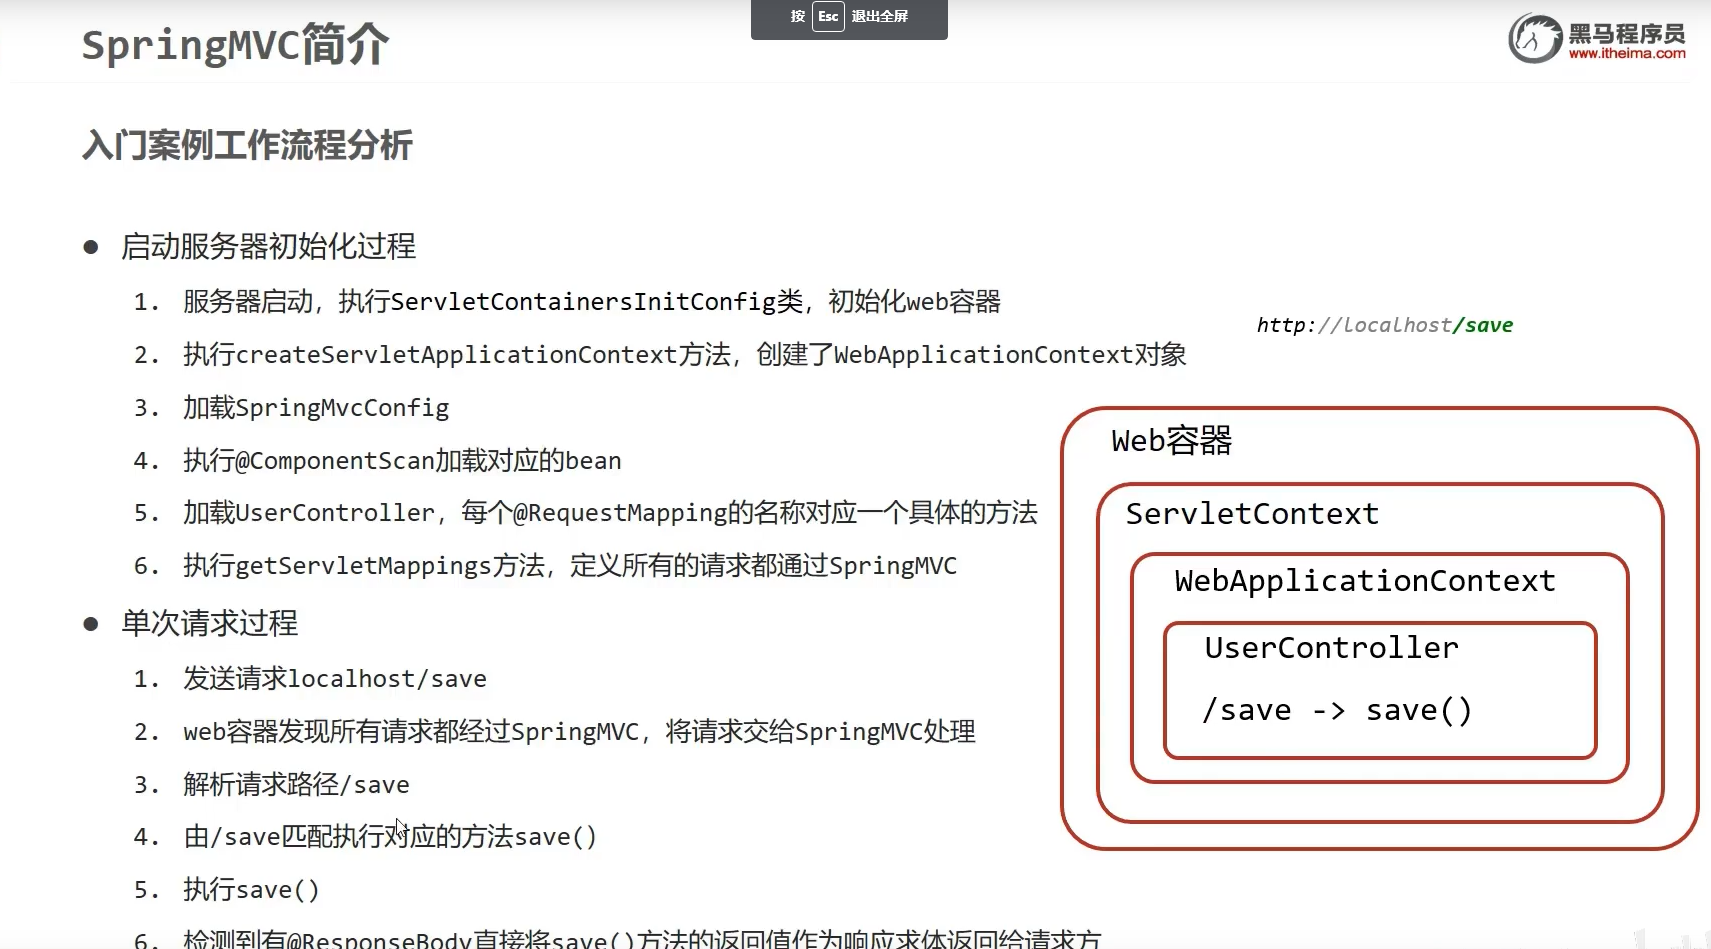 按 Esc 退出全屏
SpringMVC简介
黑马程序员
www.itheima.com
入门案例工作流程分析
● 启动服务器初始化过程
1. 服务器启动，执行ServletContainersInitConfig类，初始化web容器
2. 执行createServletApplicationContext方法，创建了WebApplicationContext对象
3. 加载SpringMvcConfig
4. 执行@ComponentScan加载对应的bean
5. 加载UserController，每个@RequestMapping的名称对应一个具体的方法
6. 执行getServletMappings方法，定义所有的请求都通过SpringMVC
● 单次请求过程
1. 发送请求localhost/save
2. web容器发现所有请求都经过SpringMVC，将请求交给SpringMVC处理
3. 解析请求路径/save
4. 由/save匹配执行对应的方法save()
5. 执行save()
6. 检测到有@ResponseBody直接将save()方法的返回值作为响应求体返回给请求方
http://localhost/save
Web容器
ServletContext
WebApplicationContext
UserController
/save -> save()